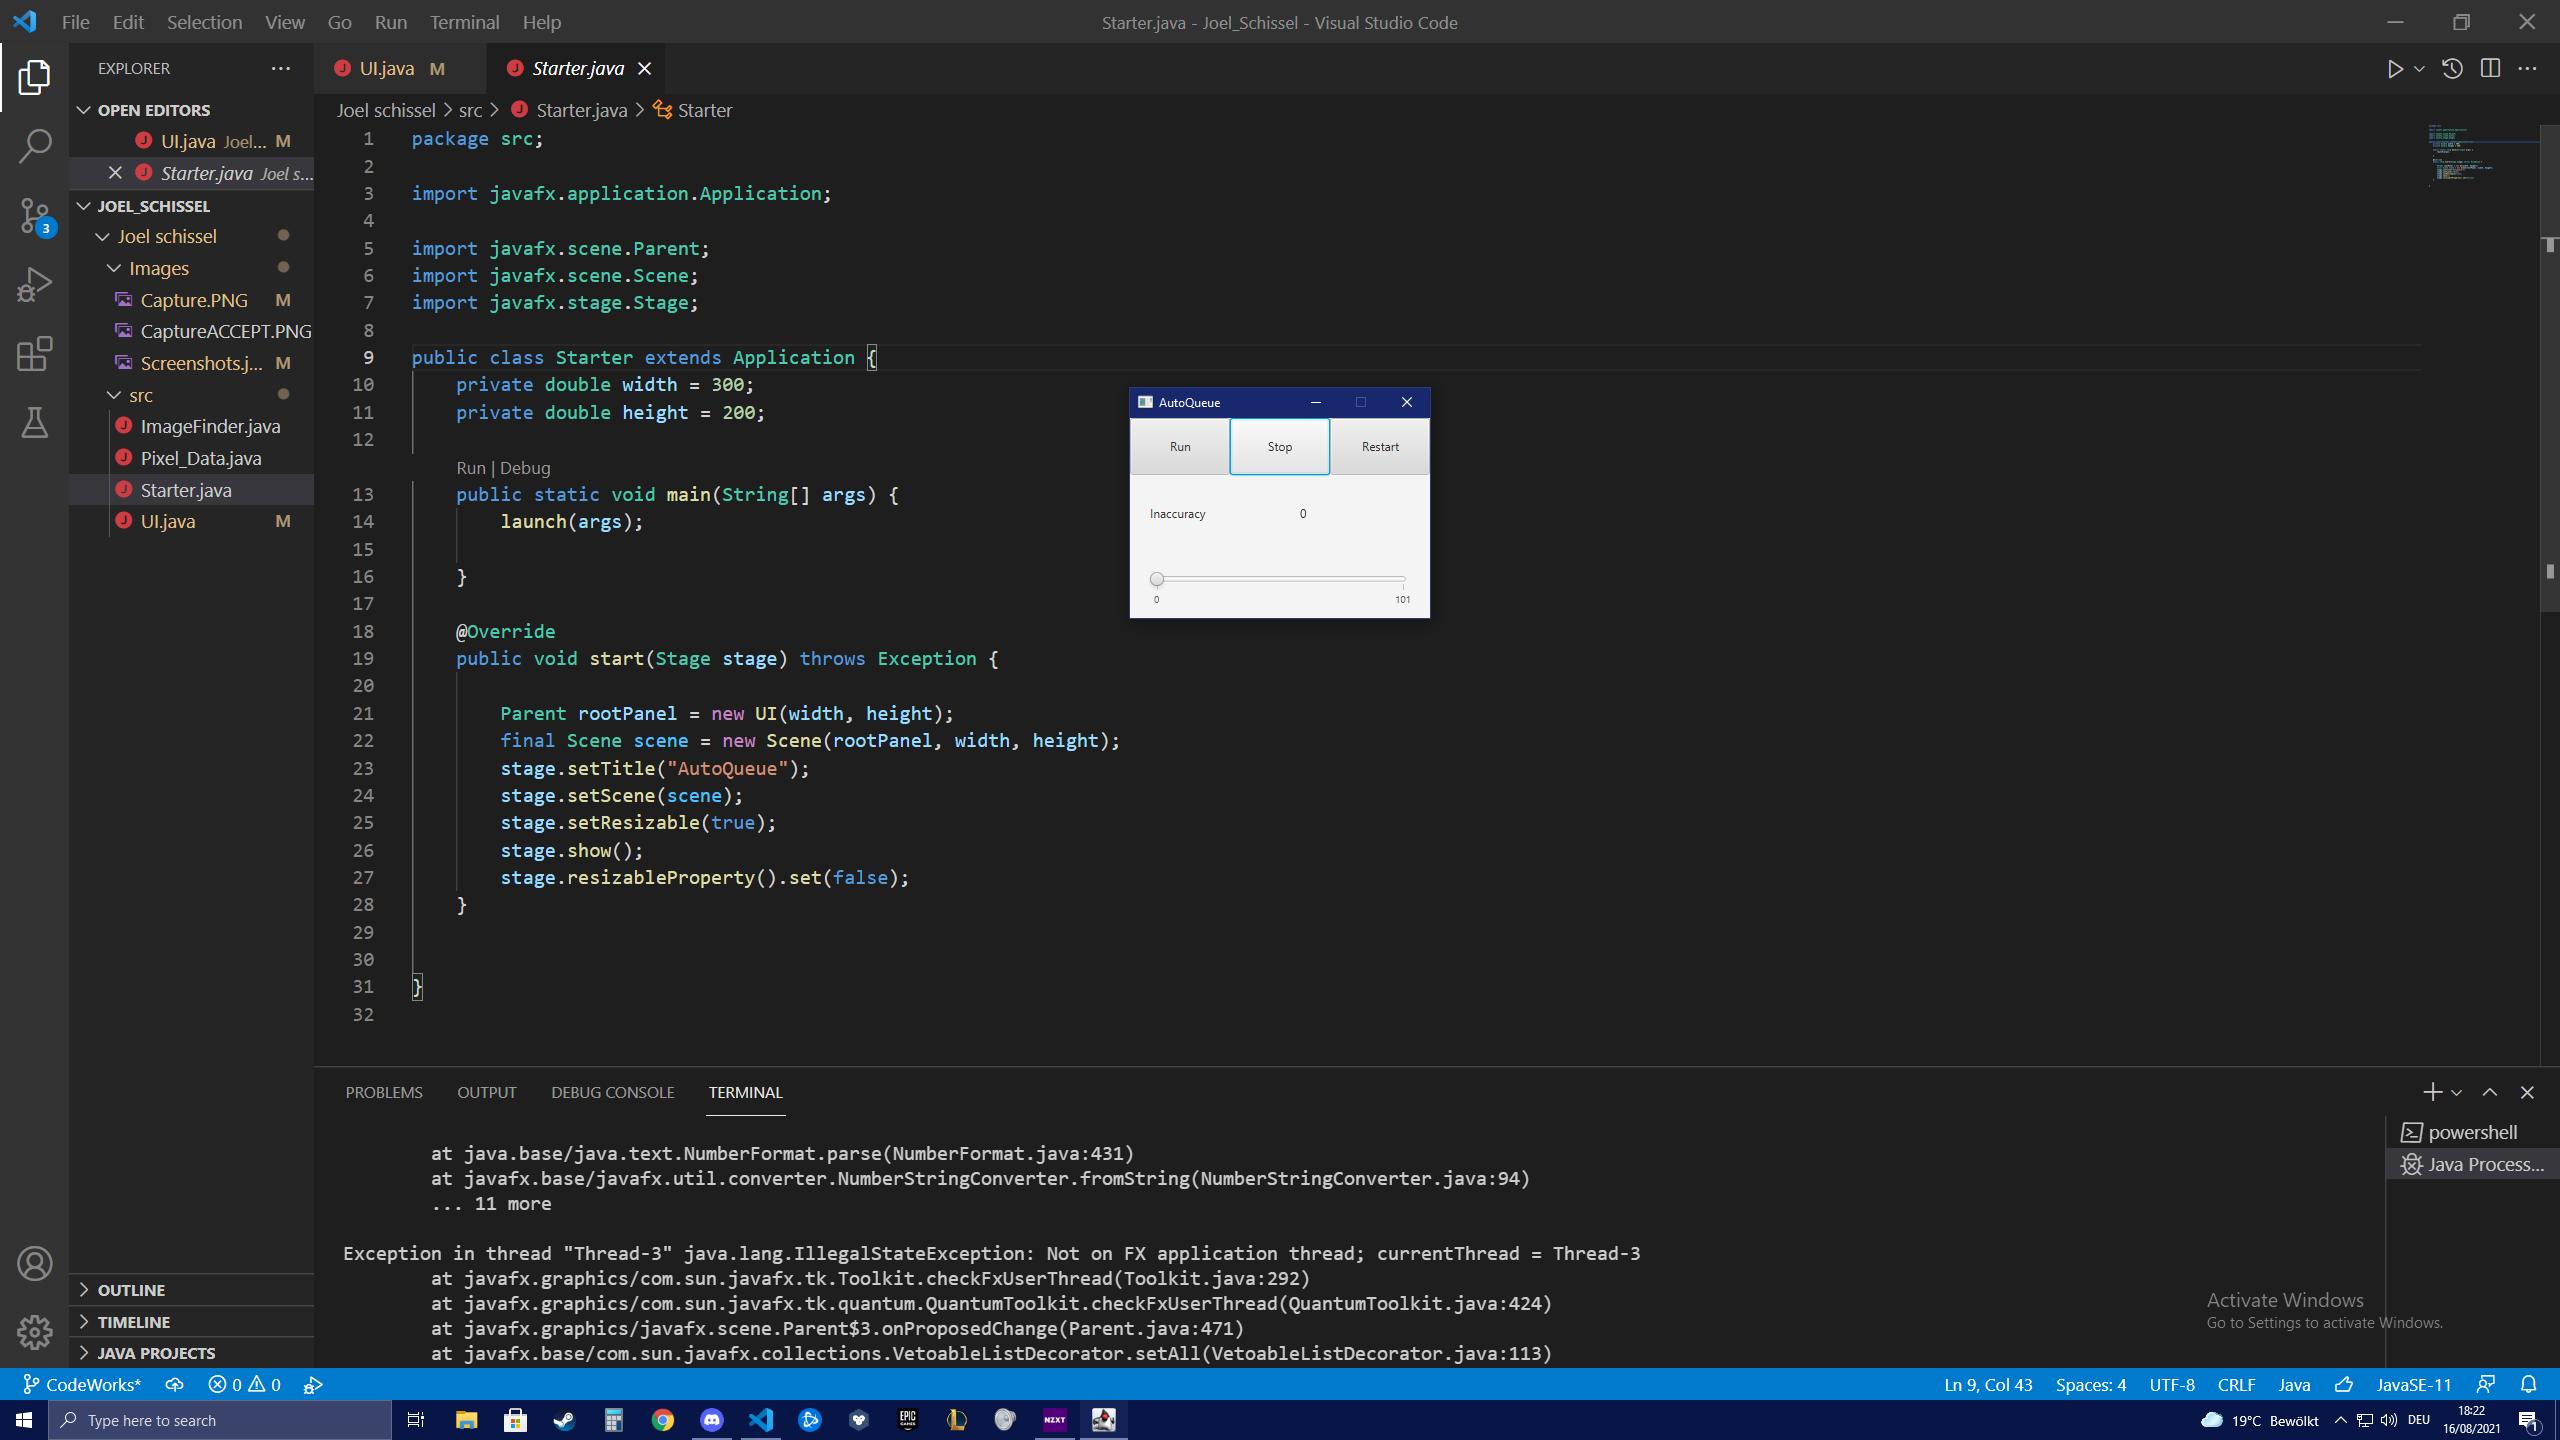 File Edit Selection View Go Run Terminal Help
Starter.java - Joel_Schissel - Visual Studio Code
EXPLORER
OPEN EDITORS
UI.java Joel... M
Starter.java Joel s...
JOEL_SCHISSEL
Joel schissel
Images
Capture.PNG M
CaptureACCEPT.PNG
Screenshots.j... M
src
ImageFinder.java
Pixel_Data.java
Starter.java
UI.java M
OUTLINE
TIMELINE
JAVA PROJECTS
3
UI.java M Starter.java
Joel schissel > src > Starter.java > Starter
1 package src;
2
3 import javafx.application.Application;
4
5 import javafx.scene.Parent;
6 import javafx.scene.Scene;
7 import javafx.stage.Stage;
8
9 public class Starter extends Application {
10 private double width = 300;
11 private double height = 200;
12
Run | Debug
13 public static void main(String[] args) {
14 launch(args);
15
16 }
17
18 @Override
19 public void start(Stage stage) throws Exception {
20
21 Parent rootPanel = new UI(width, height);
22 final Scene scene = new Scene(rootPanel, width, height);
23 stage.setTitle("AutoQueue");
24 stage.setScene(scene);
25 stage.setResizable(true);
26 stage.show();
27 stage.resizableProperty().set(false);
28 }
29
30
31 }
32
AutoQueue
Run Stop Restart
Inaccuracy 0
0 101
PROBLEMS OUTPUT DEBUG CONSOLE TERMINAL
at java.base/java.text.NumberFormat.parse(NumberFormat.java:431)
at javafx.base/javafx.util.converter.NumberStringConverter.fromString(NumberStringConverter.java:94)
... 11 more
Exception in thread "Thread-3" java.lang.IllegalStateException: Not on FX application thread; currentThread = Thread-3
at javafx.graphics/com.sun.javafx.tk.Toolkit.checkFxUserThread(Toolkit.java:292)
at javafx.graphics/com.sun.javafx.tk.quantum.QuantumToolkit.checkFxUserThread(QuantumToolkit.java:424)
at javafx.graphics/javafx.scene.Parent$3.onProposedChange(Parent.java:471)
at javafx.base/com.sun.javafx.collections.VetoableListDecorator.setAll(VetoableListDecorator.java:113)
powershell
Java Process...
Activate Windows
Go to Settings to activate Windows.
CodeWorks* 0 0
Ln 9, Col 43 Spaces: 4 UTF-8 CRLF Java JavaSE-11
Type here to search
EPIC GAMES
NZXT
19°C Bewölkt DEU
18:22
16/08/2021
1